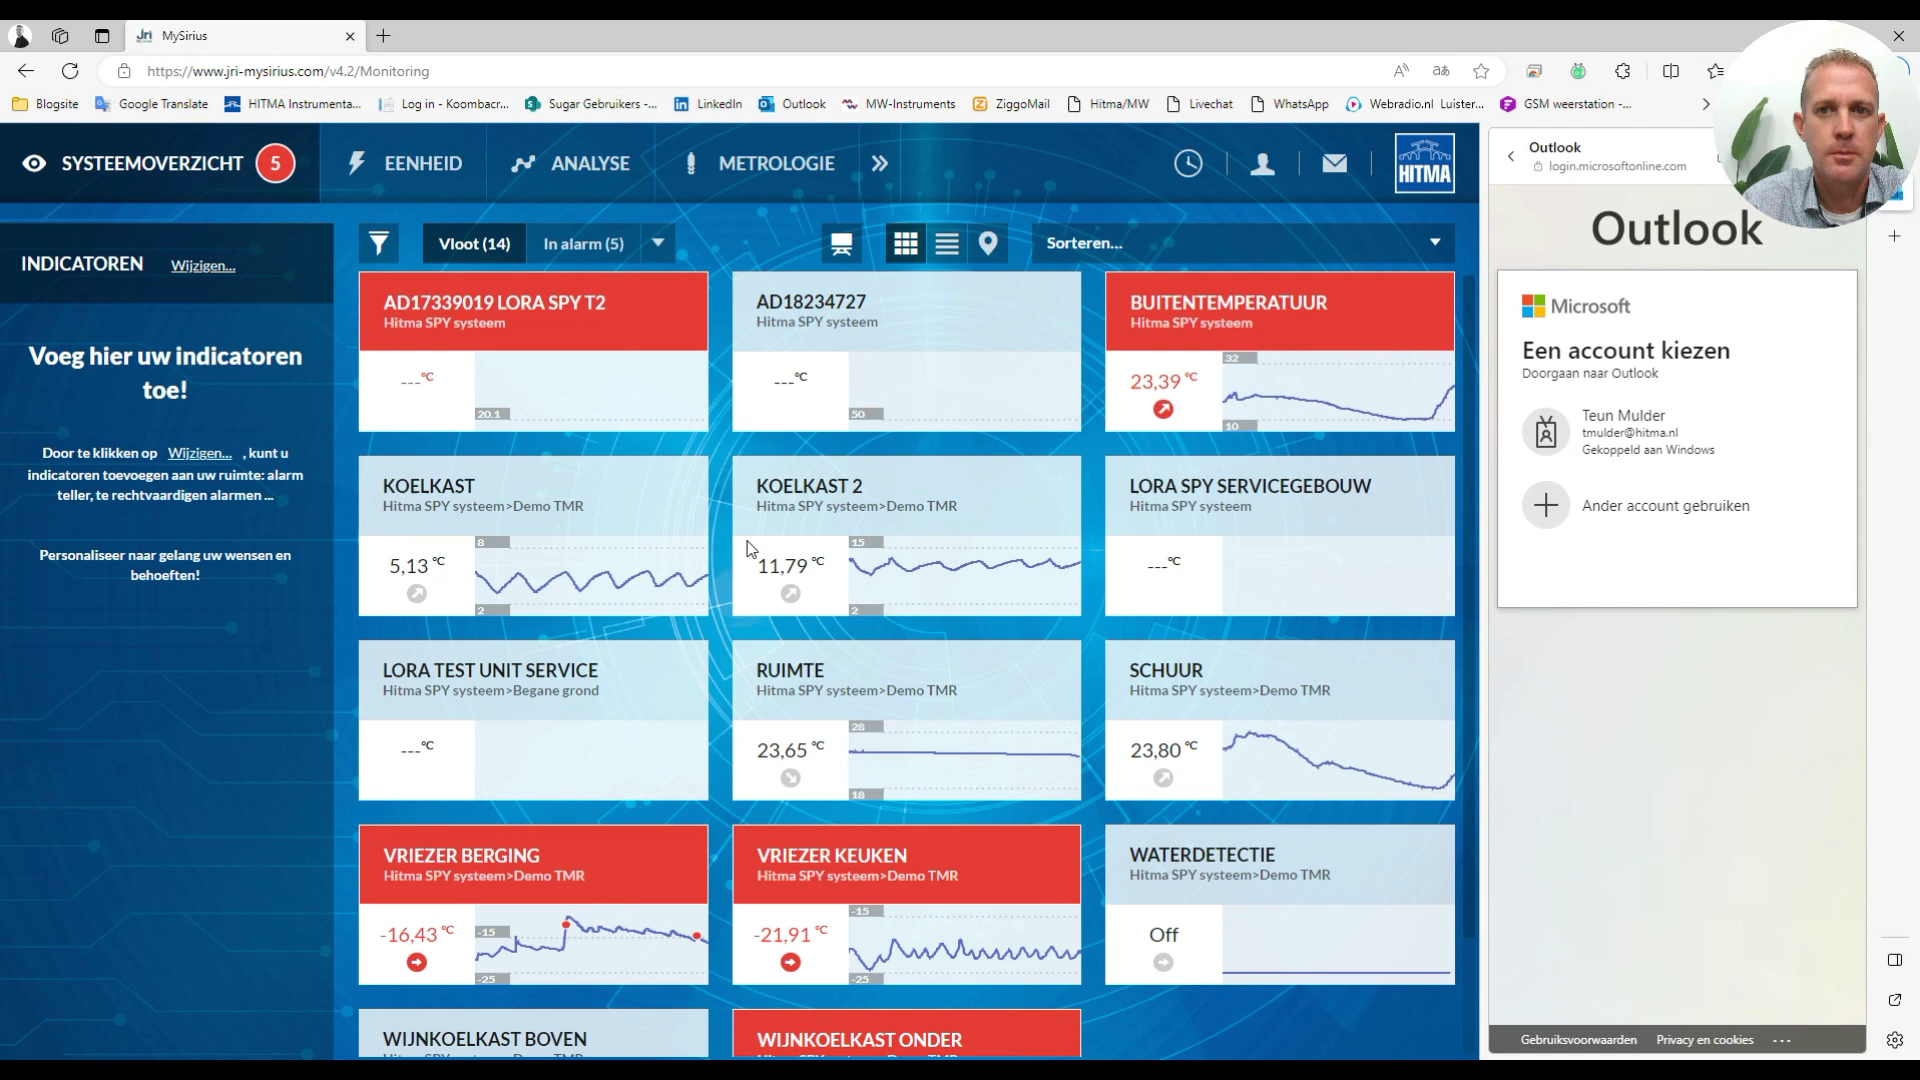 jri MySirius
https://www.jri-mysirius.com/v4.2/Monitoring
Blogsite Google Translate HITMA Instrumenta... Log in - Koombacr... Sugar Gebruikers -... LinkedIn Outlook MW-Instruments ZiggoMail Hitma/MW Livechat WhatsApp Webradio.nl Luister... GSM weerstation -...
SYSTEEMOVERZICHT 5 EENHEID ANALYSE METROLOGIE
HITMA
INDICATOREN Wijzigen...
Voeg hier uw indicatoren
toe!
Door te klikken op Wijzigen... , kunt u
indicatoren toevoegen aan uw ruimte: alarm
teller, te rechtvaardigen alarmen ...
Personaliseer naar gelang uw wensen en
behoeften!
Vloot (14) In alarm (5) Sorteren...
AD17339019 LORA SPY T2
Hitma SPY systeem
---°C
20.1
AD18234727
Hitma SPY systeem
---°C
50
BUITENTEMPERATUUR
Hitma SPY systeem
23,39 °C
32
10
KOELKAST
Hitma SPY systeem>Demo TMR
5,13 °C
8
2
KOELKAST 2
Hitma SPY systeem>Demo TMR
11,79 °C
15
2
LORA SPY SERVICEGEBOUW
Hitma SPY systeem
---°C
LORA TEST UNIT SERVICE
Hitma SPY systeem>Begane grond
---°C
RUIMTE
Hitma SPY systeem>Demo TMR
23,65 °C
28
18
SCHUUR
Hitma SPY systeem>Demo TMR
23,80 °C
VRIEZER BERGING
Hitma SPY systeem>Demo TMR
-16,43 °C
-15
-25
VRIEZER KEUKEN
Hitma SPY systeem>Demo TMR
-21,91 °C
-15
-25
WATERDETECTIE
Hitma SPY systeem>Demo TMR
Off
WIJNKOELKAST BOVEN
Hitma SPY systeem>Demo TMR
WIJNKOELKAST ONDER
Hitma SPY systeem>Demo TMR
Outlook
login.microsoftonline.com
Outlook
Microsoft
Een account kiezen
Doorgaan naar Outlook
Teun Mulder
tmulder@hitma.nl
Gekoppeld aan Windows
Ander account gebruiken
Gebruiksvoorwaarden Privacy en cookies ...